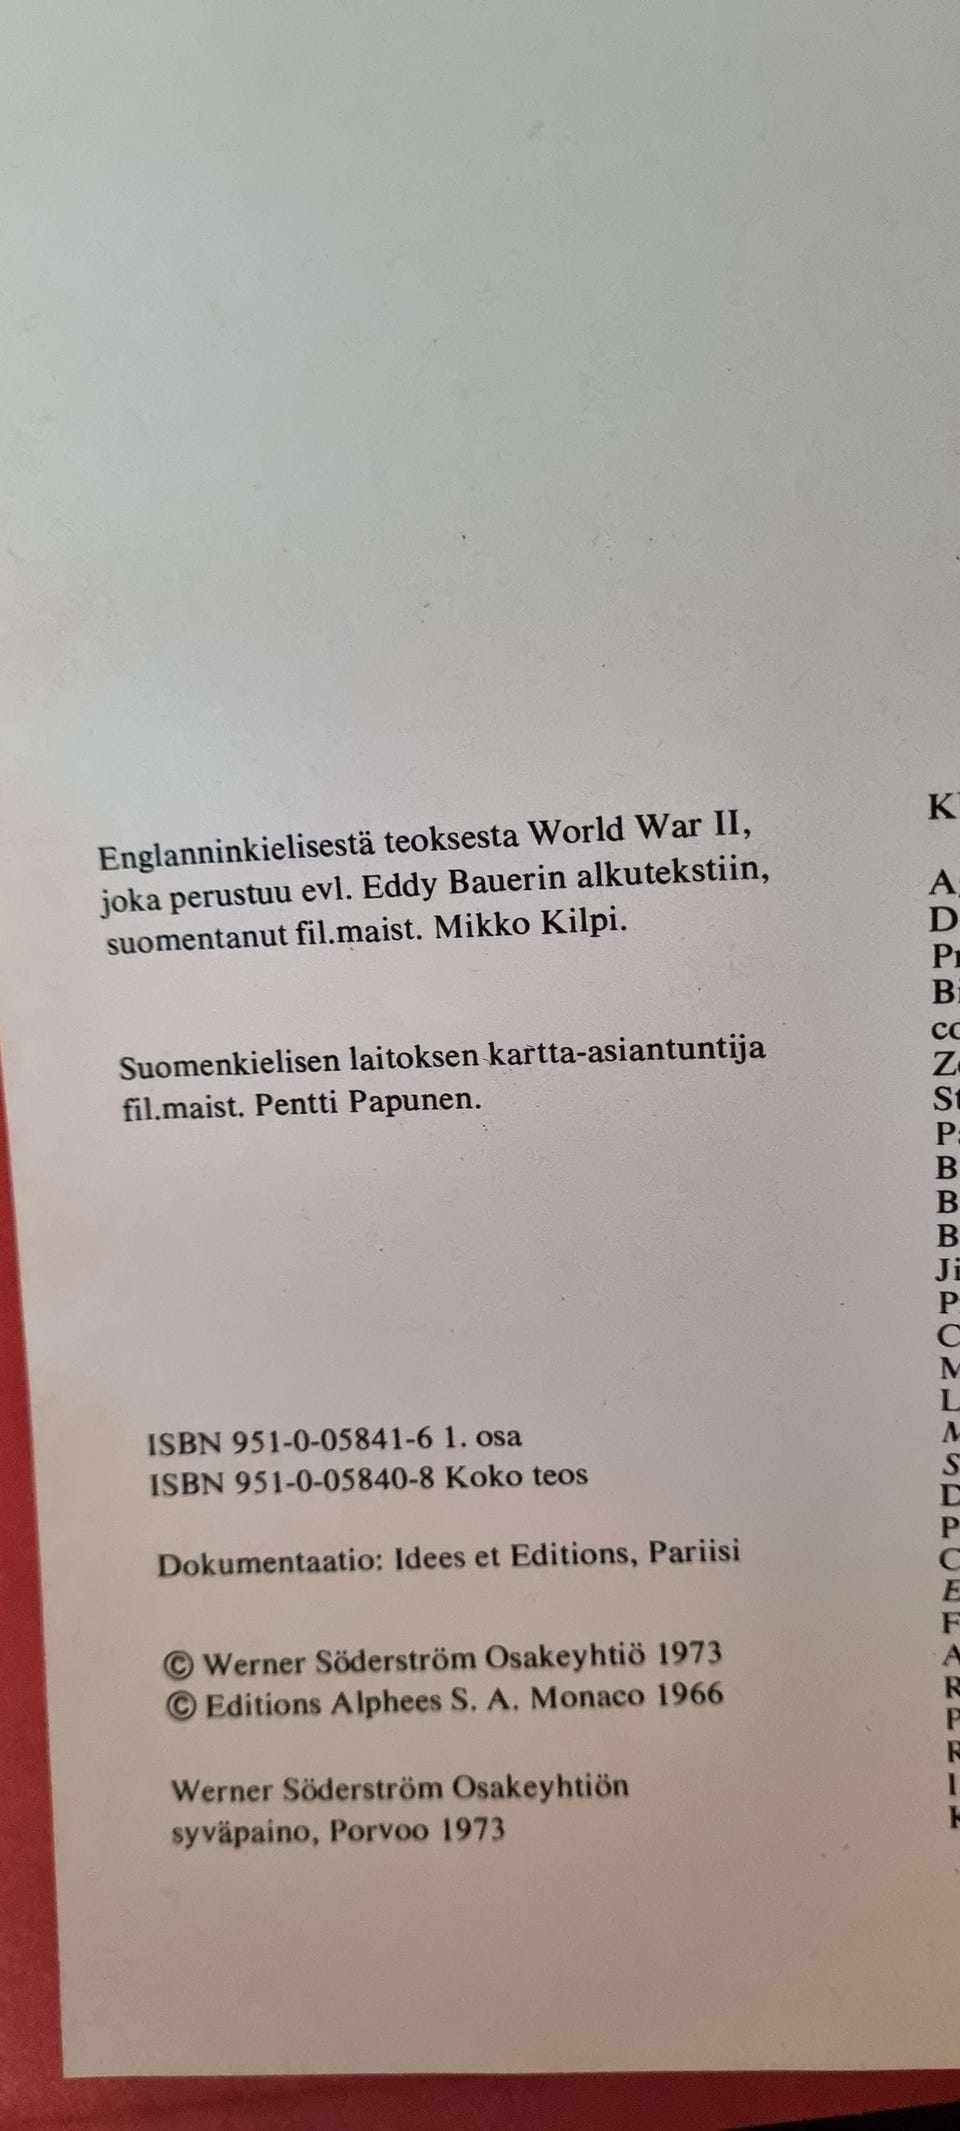 Englanninkielisestä teoksesta World War II,
joka perustuu evl. Eddy Bauerin alkutekstiin,
suomentanut fil.maist. Mikko Kilpi.
Suomenkielisen laitoksen kartta-asiantuntija
fil.maist. Pentti Papunen.
ISBN 951-0-05841-6 1. osa
ISBN 951-0-05840-8 Koko teos
Dokumentaatio: Idees et Editions, Pariisi
© Werner Söderström Osakeyhtiö 1973
© Editions Alphees S. A. Monaco 1966
Werner Söderström Osakeyhtiön
syväpaino, Porvoo 1973